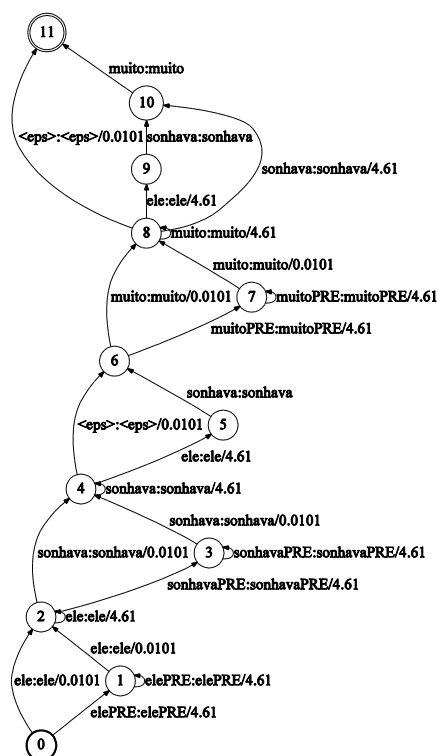 11
muito:muito
10
<eps>:<eps>/0.0101 sonhava:sonhava
9
sonhava:sonhava/4.61
ele:ele/4.61
8 muito:muito/4.61
muito:muito/0.0101
muito:muito/0.0101 7 muitoPRE:muitoPRE/4.61
muitoPRE:muitoPRE/4.61
6
sonhava:sonhava
<eps>:<eps>/0.0101 5
ele:ele/4.61
4 sonhava:sonhava/4.61
sonhava:sonhava/0.0101
sonhava:sonhava/0.0101 3 sonhavaPRE:sonhavaPRE/4.61
sonhavaPRE:sonhavaPRE/4.61
2 ele:ele/4.61
ele:ele/0.0101
ele:ele/0.0101 1 elePRE:elePRE/4.61
elePRE:elePRE/4.61
0